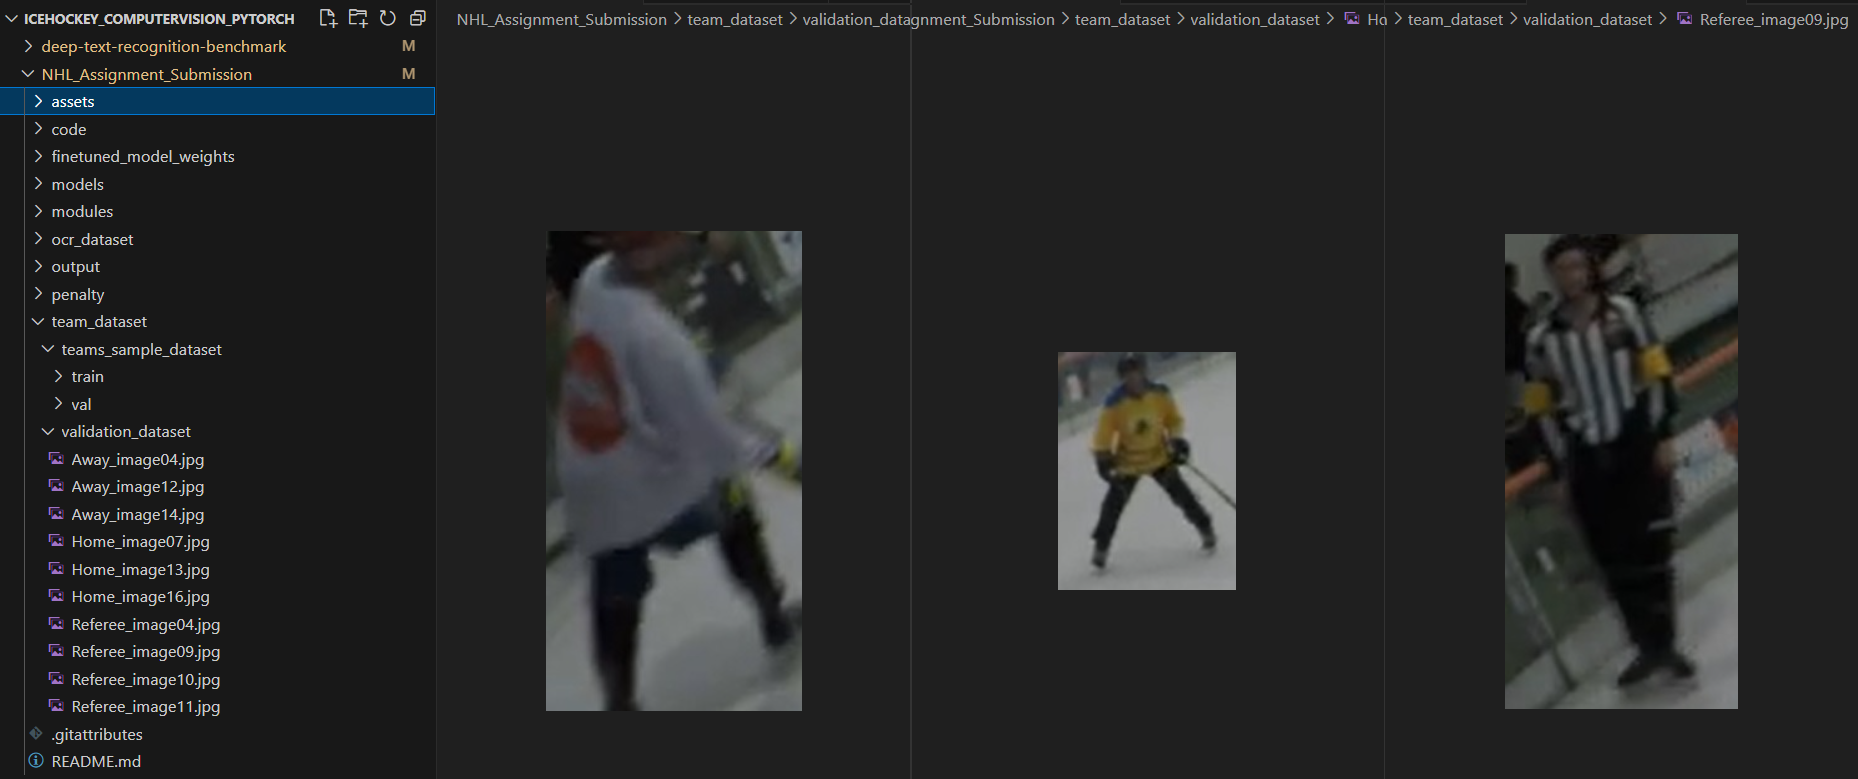 ICEHOCKEY_COMPUTERVISION_PYTORCH
deep-text-recognition-benchmark M
NHL_Assignment_Submission M
assets
code
finetuned_model_weights
models
modules
ocr_dataset
output
penalty
team_dataset
teams_sample_dataset
train
val
validation_dataset
Away_image04.jpg
Away_image12.jpg
Away_image14.jpg
Home_image07.jpg
Home_image13.jpg
Home_image16.jpg
Referee_image04.jpg
Referee_image09.jpg
Referee_image10.jpg
Referee_image11.jpg
.gitattributes
README.md
NHL_Assignment_Submission > team_dataset > validation_data
gnment_Submission > team_dataset > validation_dataset > Ho
> team_dataset > validation_dataset > Referee_image09.jpg